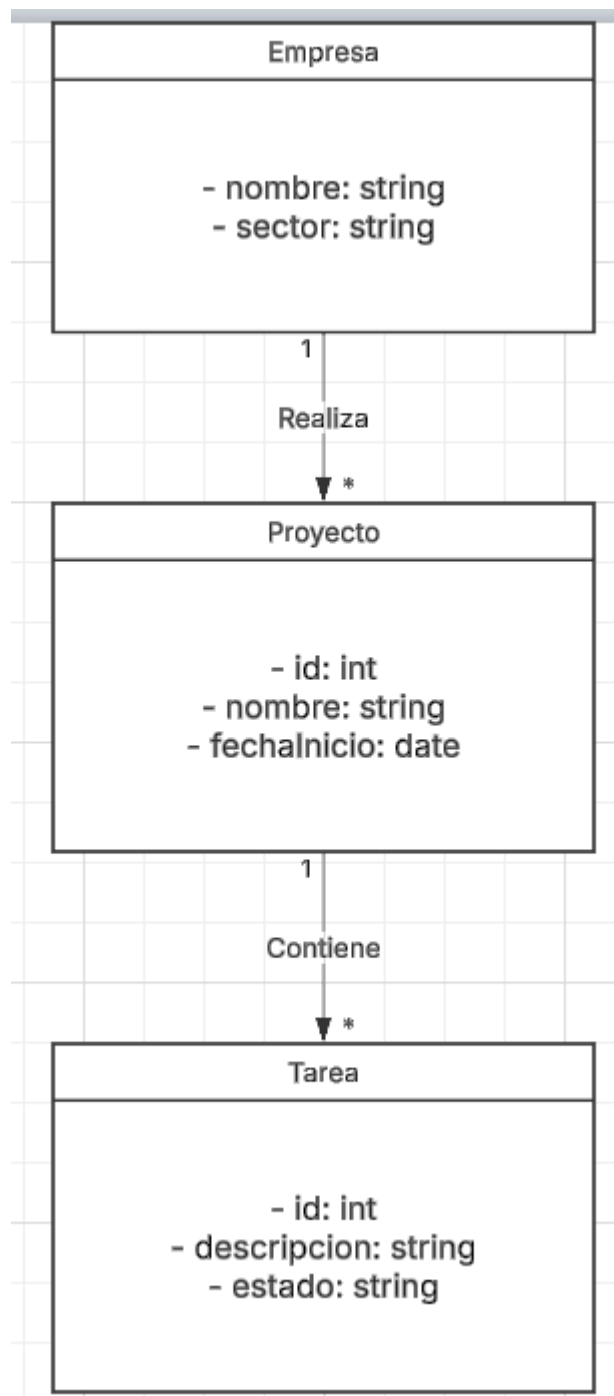 Empresa
- nombre: string
- sector: string
1
Realiza
*
Proyecto
- id: int
- nombre: string
- fechaInicio: date
1
Contiene
*
Tarea
- id: int
- descripcion: string
- estado: string